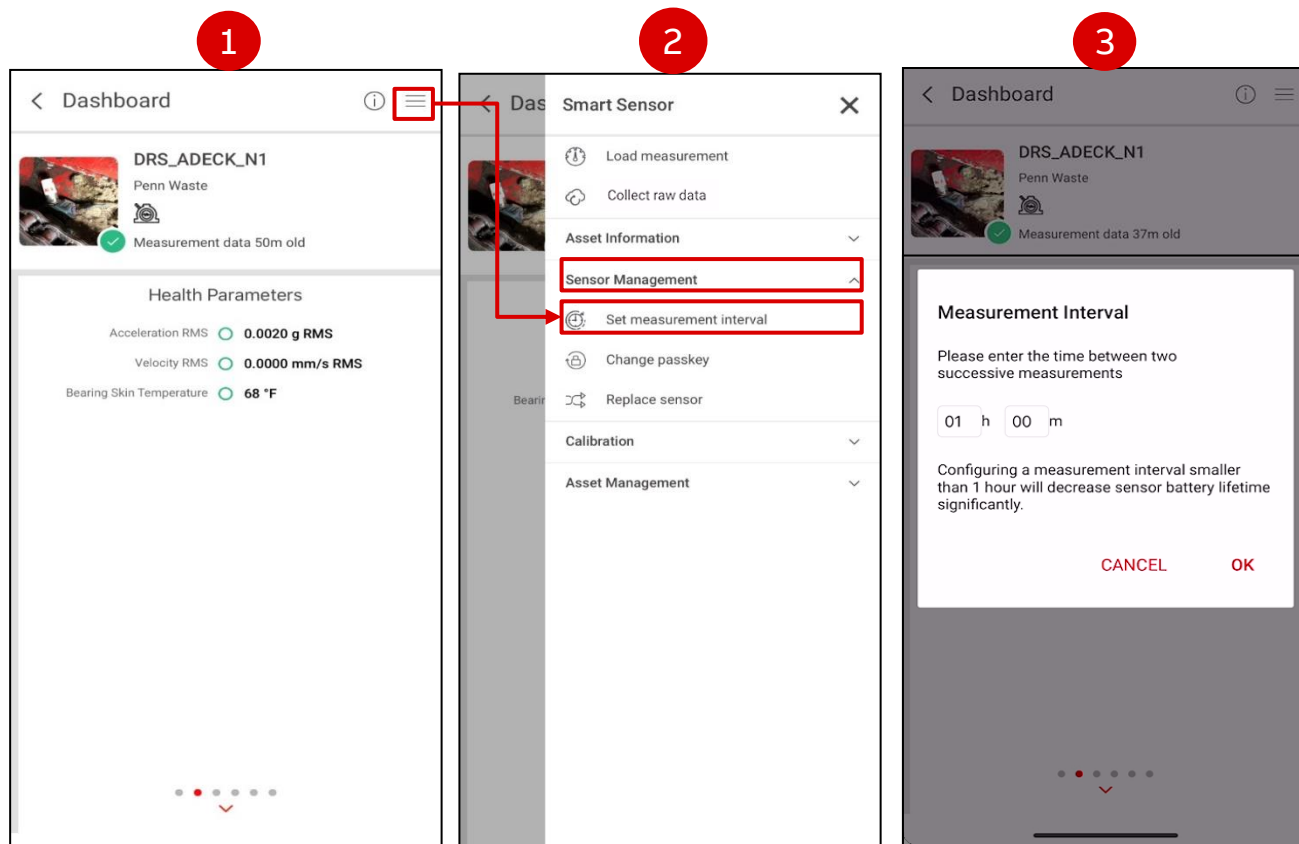 1
Dashboard
DRS_ADECK_N1
Penn Waste
Measurement data 50m old
Health Parameters
Acceleration RMS 0.0020 g RMS
Velocity RMS 0.0000 mm/s RMS
Bearing Skin Temperature 68 °F
2
Das
Smart Sensor
Load measurement
Collect raw data
Asset Information
Sensor Management
Set measurement interval
Change passkey
Bearin
Replace sensor
Calibration
Asset Management
3
Dashboard
DRS_ADECK_N1
Penn Waste
Measurement data 37m old
Measurement Interval
Please enter the time between two
successive measurements
01 h 00 m
Configuring a measurement interval smaller
than 1 hour will decrease sensor battery lifetime
significantly.
CANCEL OK